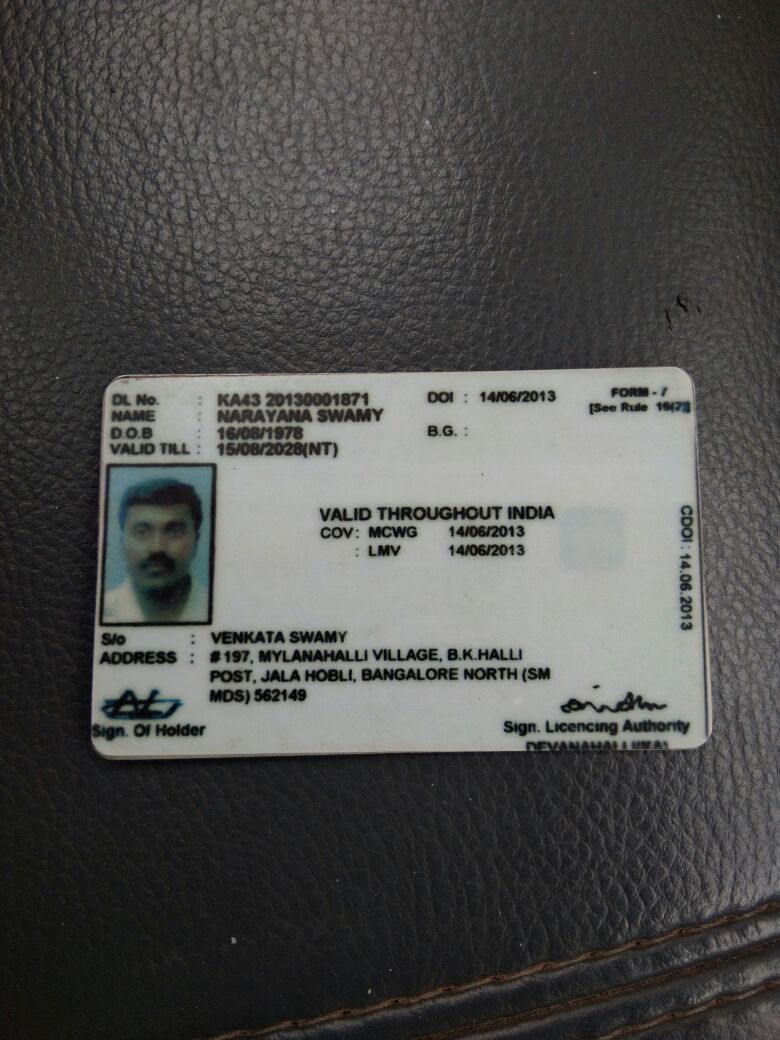 DL No. : KA43 20130001871 DOI : 14/06/2013 FORM - 7
NAME : NARAYANA SWAMY [See Rule 16(2)]
D.O.B : 16/08/1978 B.G. :
VALID TILL : 15/08/2028(NT)
VALID THROUGHOUT INDIA
COV: MCWG 14/06/2013
: LMV 14/06/2013
CDOI : 14.06.2013
S/o : VENKATA SWAMY
ADDRESS : # 197, MYLANAHALLI VILLAGE, B.K.HALLI
POST, JALA HOBLI, BANGALORE NORTH (SM
MDS) 562149
Sign. Of Holder Sign. Licencing Authority
DEVANAHALLI(KA)